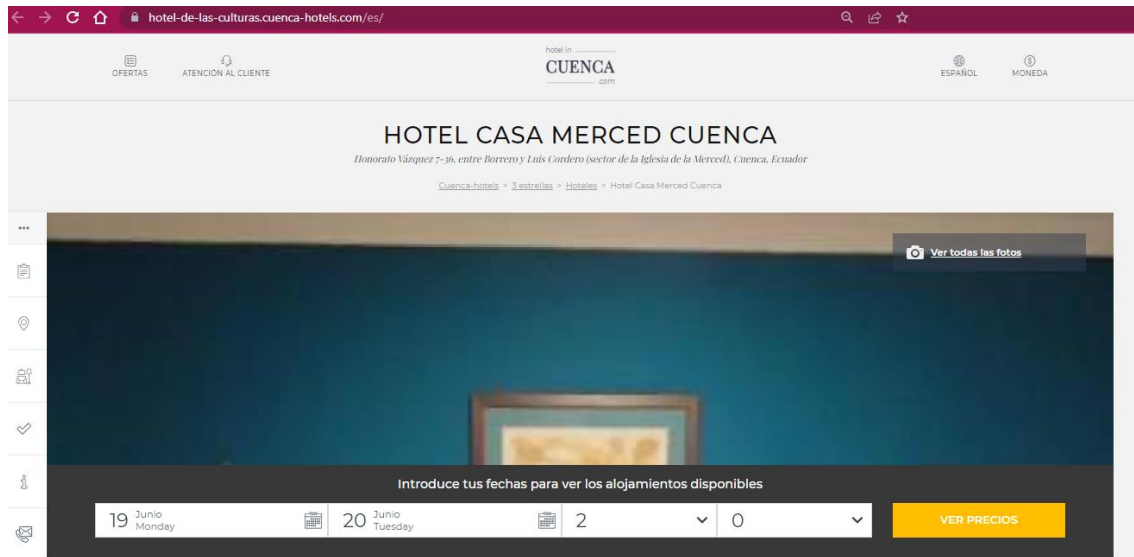 hotel-de-las-culturas.cuenca-hotels.com/es/
OFERTAS
ATENCIÓN AL CLIENTE
hotel in
CUENCA
.com
ESPAÑOL
MONEDA
HOTEL CASA MERCED CUENCA
Honorato Vázquez 7-36, entre Borrero y Luis Cordero (sector de la Iglesia de la Merced), Cuenca, Ecuador
Cuenca-hotels > 3 estrellas > Hoteles > Hotel Casa Merced Cuenca
Ver todas las fotos
Introduce tus fechas para ver los alojamientos disponibles
19 Junio Monday
20 Junio Tuesday
2
0
VER PRECIOS